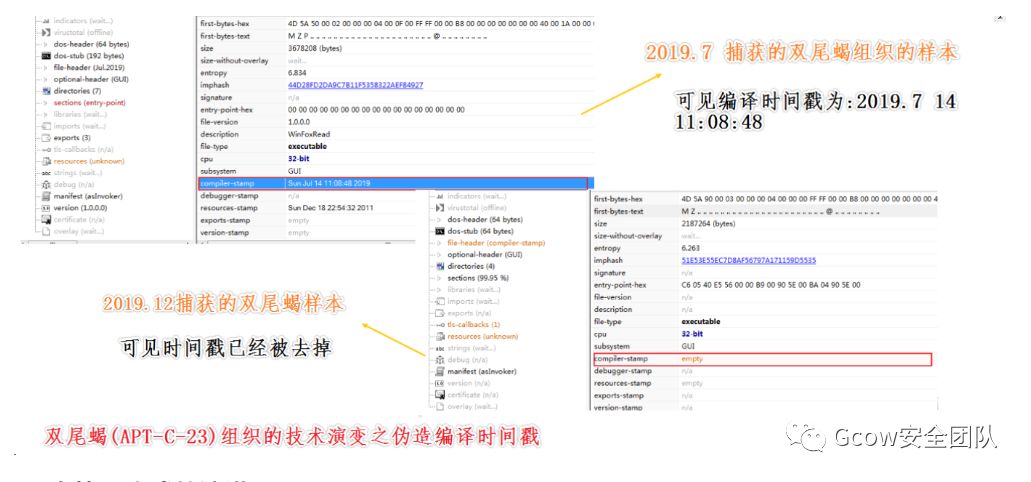 indicators (wait...)
virustotal (offline)
dos-header (64 bytes)
dos-stub (192 bytes)
file-header (Jul.2019)
optional-header (GUI)
directories (7)
sections (entry-point)
libraries (wait...)
imports (wait...)
exports (3)
tls-callbacks (n/a)
resources (unknown)
abc strings (wait...)
debug (n/a)
manifest (asInvoker)
version (1.0.0.0)
certificate (n/a)
overlay (wait...)
first-bytes-hex 4D 5A 50 00 02 00 00 00 04 00 0F 00 FF FF 00 00 B8 00 00 00 00 00 00 00 40 00 1A 00 00 0
first-bytes-text M Z P .. .. .. .. .. .. .. .. .. .. .. .. .. @ .. .. .. .. .. ..
size 3678208 (bytes)
size-without-overlay wait...
entropy 6.834
imphash 44D28FD2DA9C7B11F5358322AEF84927
signature n/a
entry-point-hex 00 00 00 00 00 00 00 00 00 00 00 00 00 00 00 00
file-version 1.0.0.0
description WinFoxRead
file-type executable
cpu 32-bit
subsystem GUI
compiler-stamp Sun Jul 14 11:08:48 2019
debugger-stamp n/a
resources-stamp Sun Dec 18 22:54:32 2011
exports-stamp empty
version-stamp empty
2019.7 捕获的双尾蝎组织的样本
可见编译时间戳为:2019.7 14
11:08:48
indicators (wait...)
virustotal (offline)
dos-header (64 bytes)
dos-stub (64 bytes)
file-header (compiler-stamp)
optional-header (GUI)
directories (4)
sections (99.95 %)
libraries (wait...)
imports (wait...)
exports (n/a)
tls-callbacks (1)
resources (unknown)
abc strings (wait...)
debug (n/a)
manifest (asInvoker)
version (n/a)
certificate (n/a)
overlay (wait...)
first-bytes-hex 4D 5A 90 00 03 00 00 00 04 00 00 00 FF FF 00 00 B8 00 00 00 00 00 00 00 4
first-bytes-text M Z .. .. .. .. .. .. .. .. .. .. .. .. .. .. @ .. .. .. ..
size 2187264 (bytes)
size-without-overlay wait...
entropy 6.263
imphash 51E53E55EC7D8AF56797A171159D5535
signature n/a
entry-point-hex C6 05 40 E5 56 00 00 B9 00 90 5E 00 BA 04 90 5E 00
file-version n/a
description n/a
file-type executable
cpu 32-bit
subsystem GUI
compiler-stamp empty
debugger-stamp n/a
resources-stamp empty
exports-stamp n/a
version-stamp n/a
2019.12捕获的双尾蝎样本
可见时间戳已经被去掉
双尾蝎(APT-C-23)组织的技术演变之伪造编译时间戳
Gcow安全团队